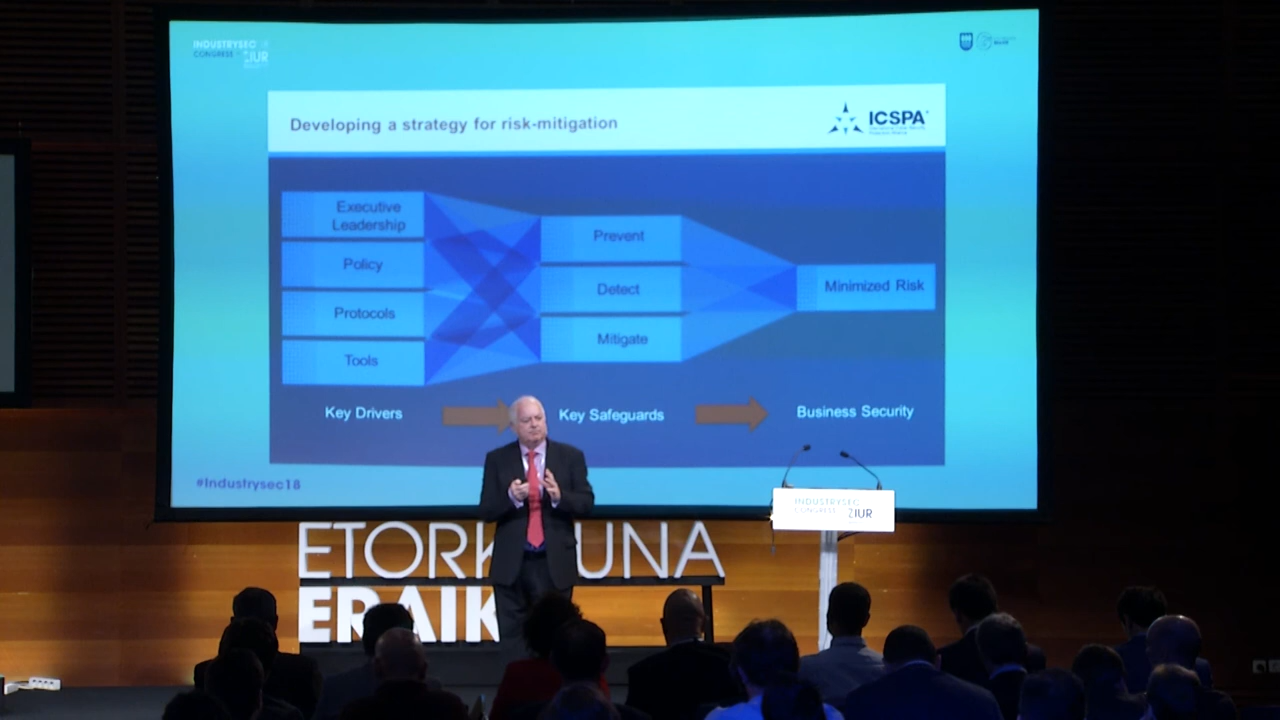 INDUSTRYSEC
CONGRESS
ZIUR
Developing a strategy for risk-mitigation
ICSPA
Executive
Leadership
Policy
Protocols
Tools
Prevent
Detect
Mitigate
Minimized Risk
Key Drivers
Key Safeguards
Business Security
#Industrysec18
INDUSTRYSEC
CONGRESS
ZIUR
ETORK UNA
ERAIK